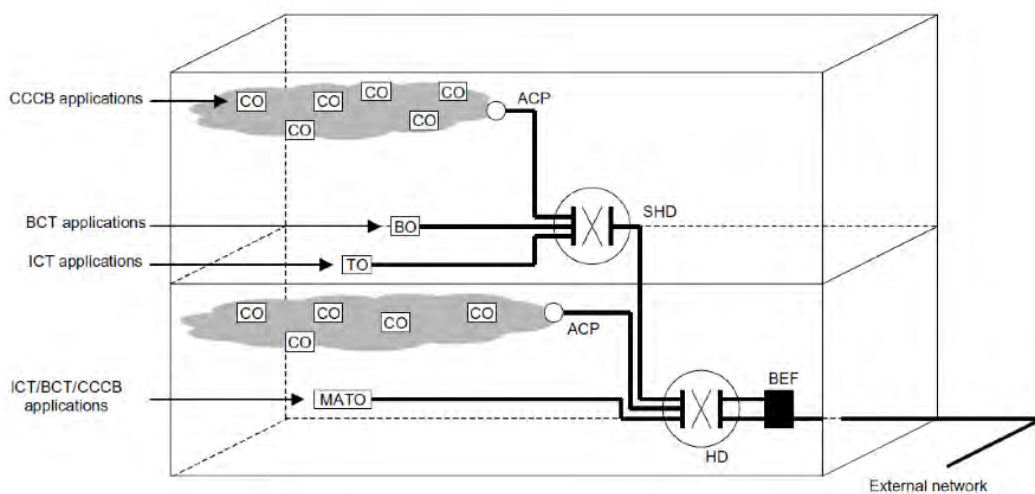 CCCB applications
CO
CO
CO
CO
CO
CO
ACP
BCT applications
BO
SHD
ICT applications
TO
CO
CO
CO
CO
CO
ACP
ICT/BCT/CCCB
applications
MATO
BEF
HD
External network